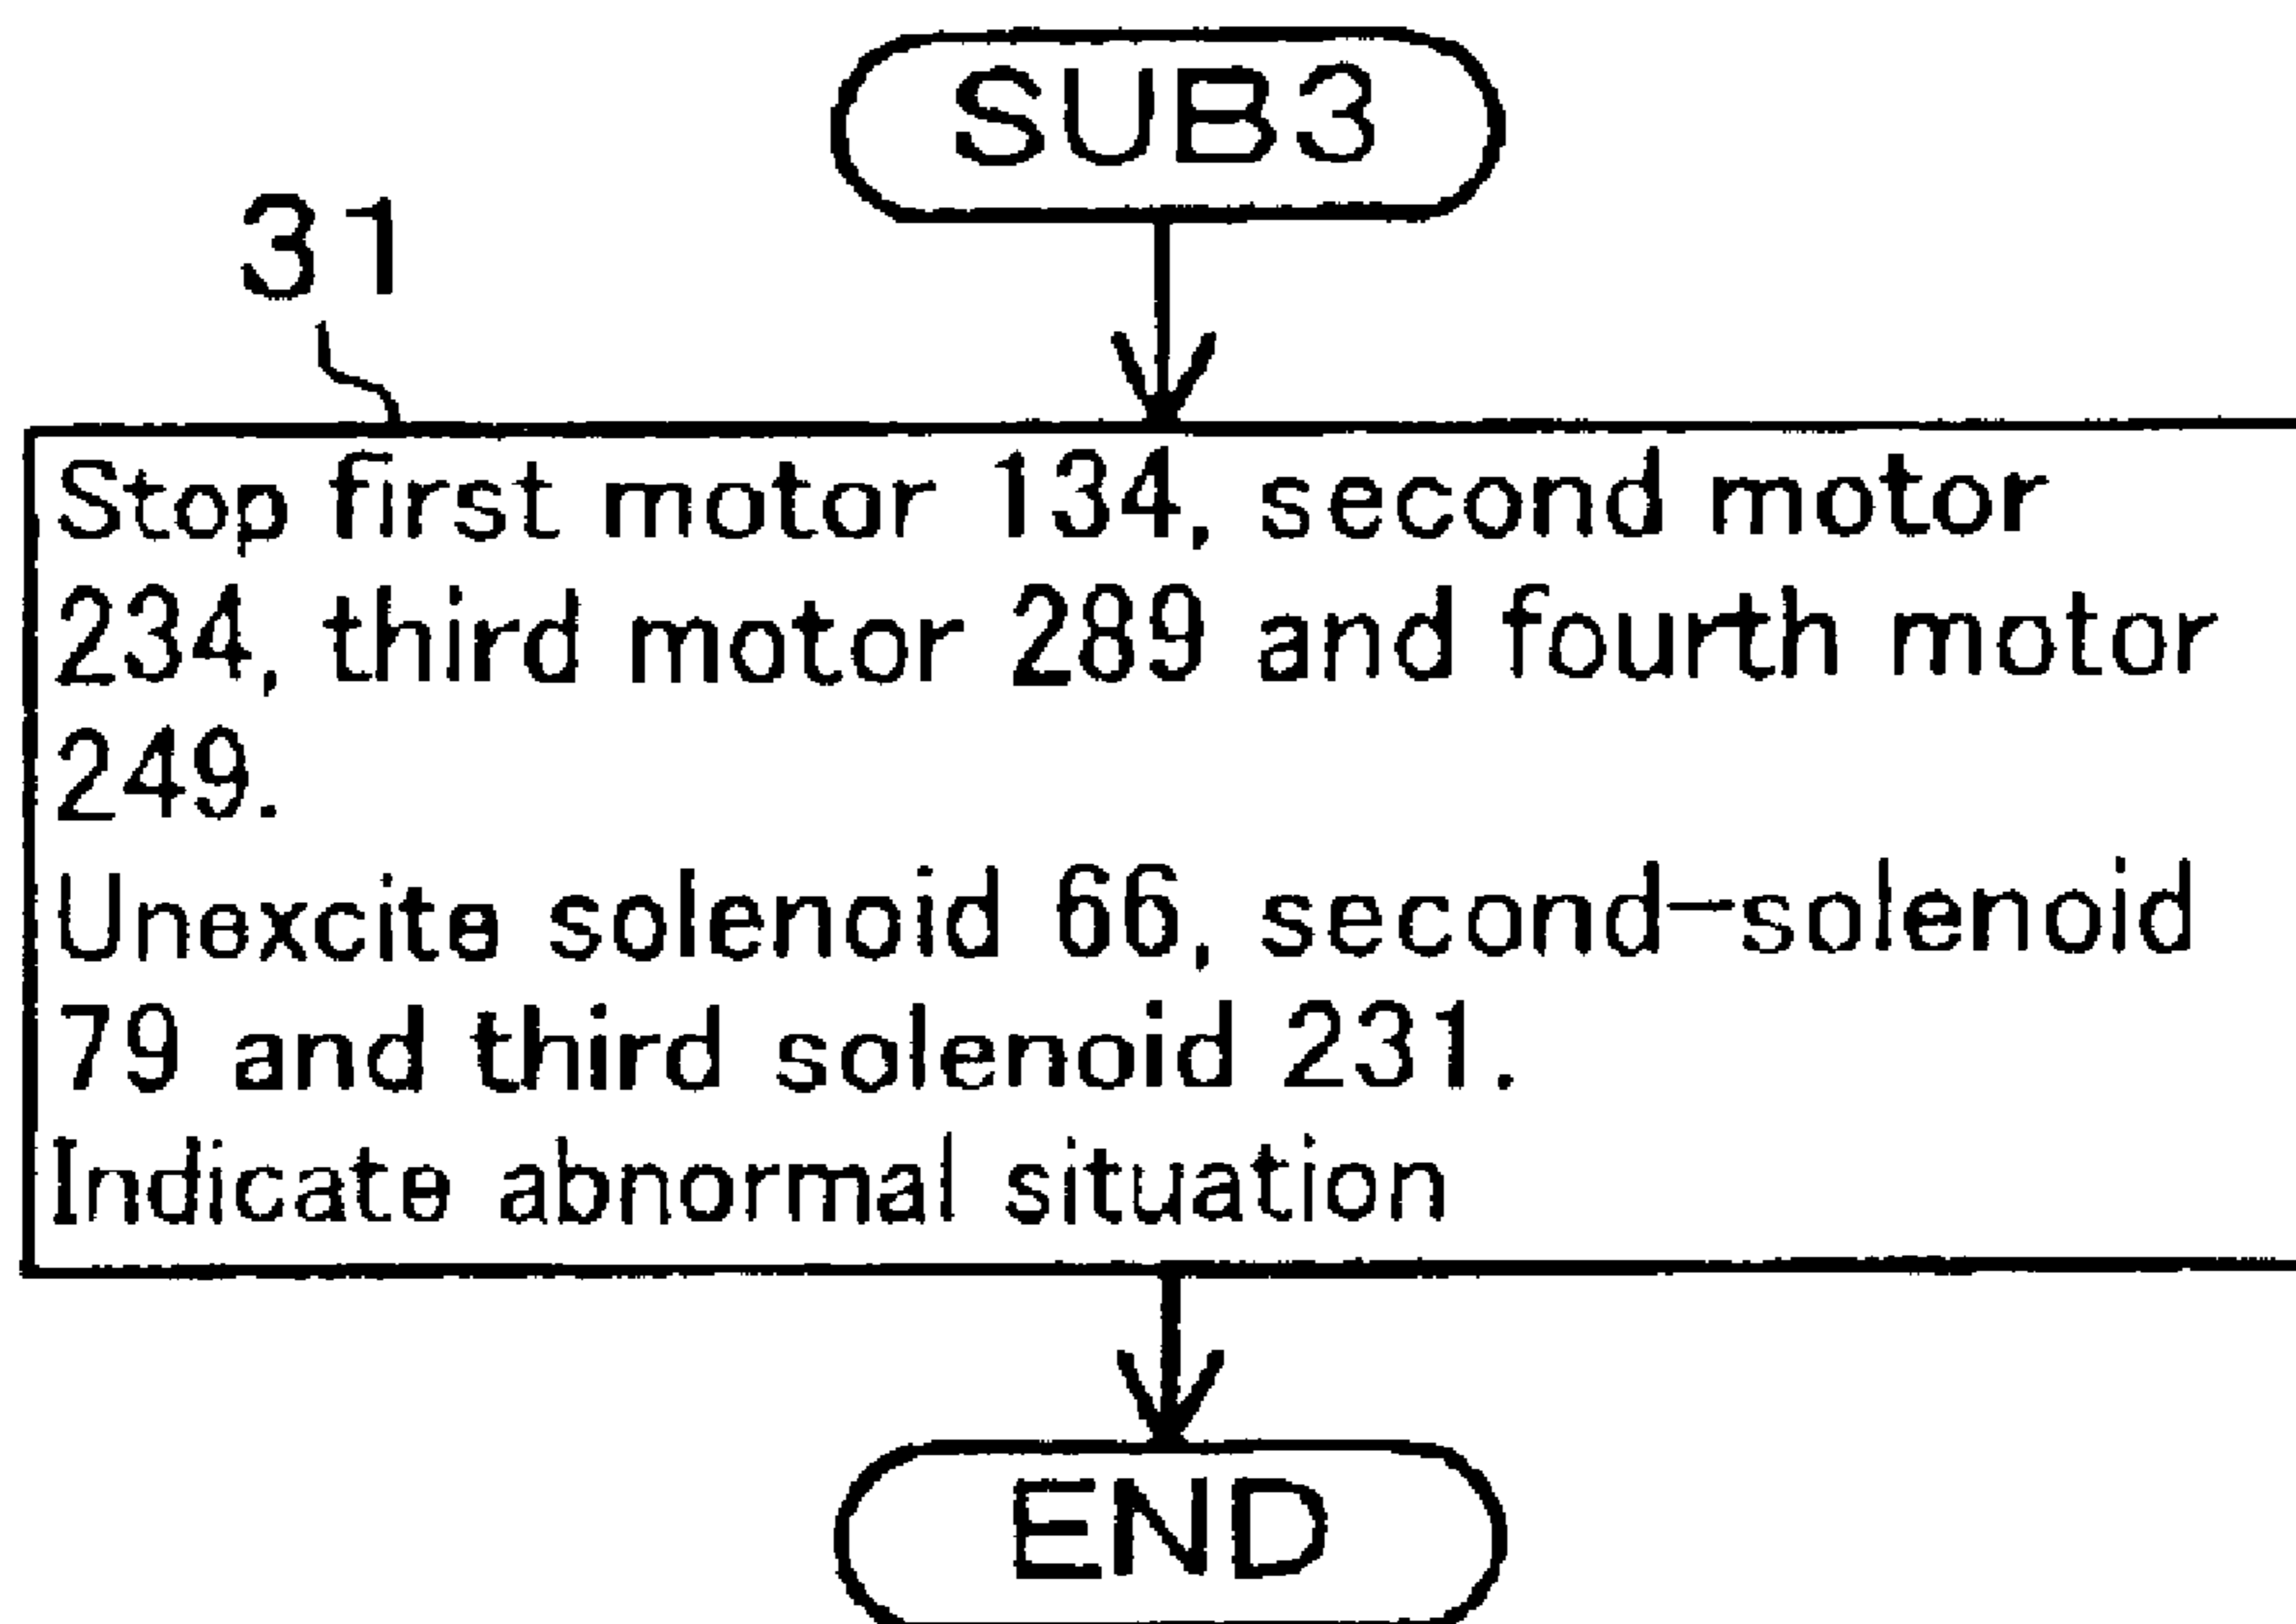 SUB3
31
Stop first motor 134, second motor
234, third motor 289 and fourth motor
249.
Unexcite solenoid 66, second-solenoid
79 and third solenoid 231.
Indicate abnormal situation
END